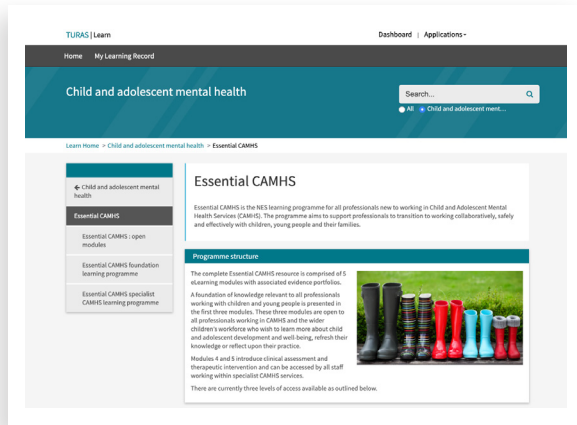 TURAS | Learn
Dashboard | Applications
Home My Learning Record
Child and adolescent mental health
Search...
All Child and adolescent ment...
Learn Home > Child and adolescent mental health > Essential CAMHS
← Child and adolescent mental
health
Essential CAMHS
Essential CAMHS : open
modules
Essential CAMHS foundation
learning programme
Essential CAMHS specialist
CAMHS learning programme
Essential CAMHS
Essential CAMHS is the NES learning programme for all professionals new to working in Child and Adolescent Mental
Health Services (CAMHS). The programme aims to support professionals to transition to working collaboratively, safely
and effectively with children, young people and their families.
Programme structure
The complete Essential CAMHS resource is comprised of 5
eLearning modules with associated evidence portfolios.
A foundation of knowledge relevant to all professionals
working with children and young people is presented in
the first three modules. These three modules are open to
all professionals working in CAMHS and the wider
children's workforce who wish to learn more about child
and adolescent development and well-being, refresh their
knowledge or reflect upon their practice.
Modules 4 and 5 introduce clinical assessment and
therapeutic intervention and can be accessed by all staff
working within specialist CAMHS services.
There are currently three levels of access available as outlined below.